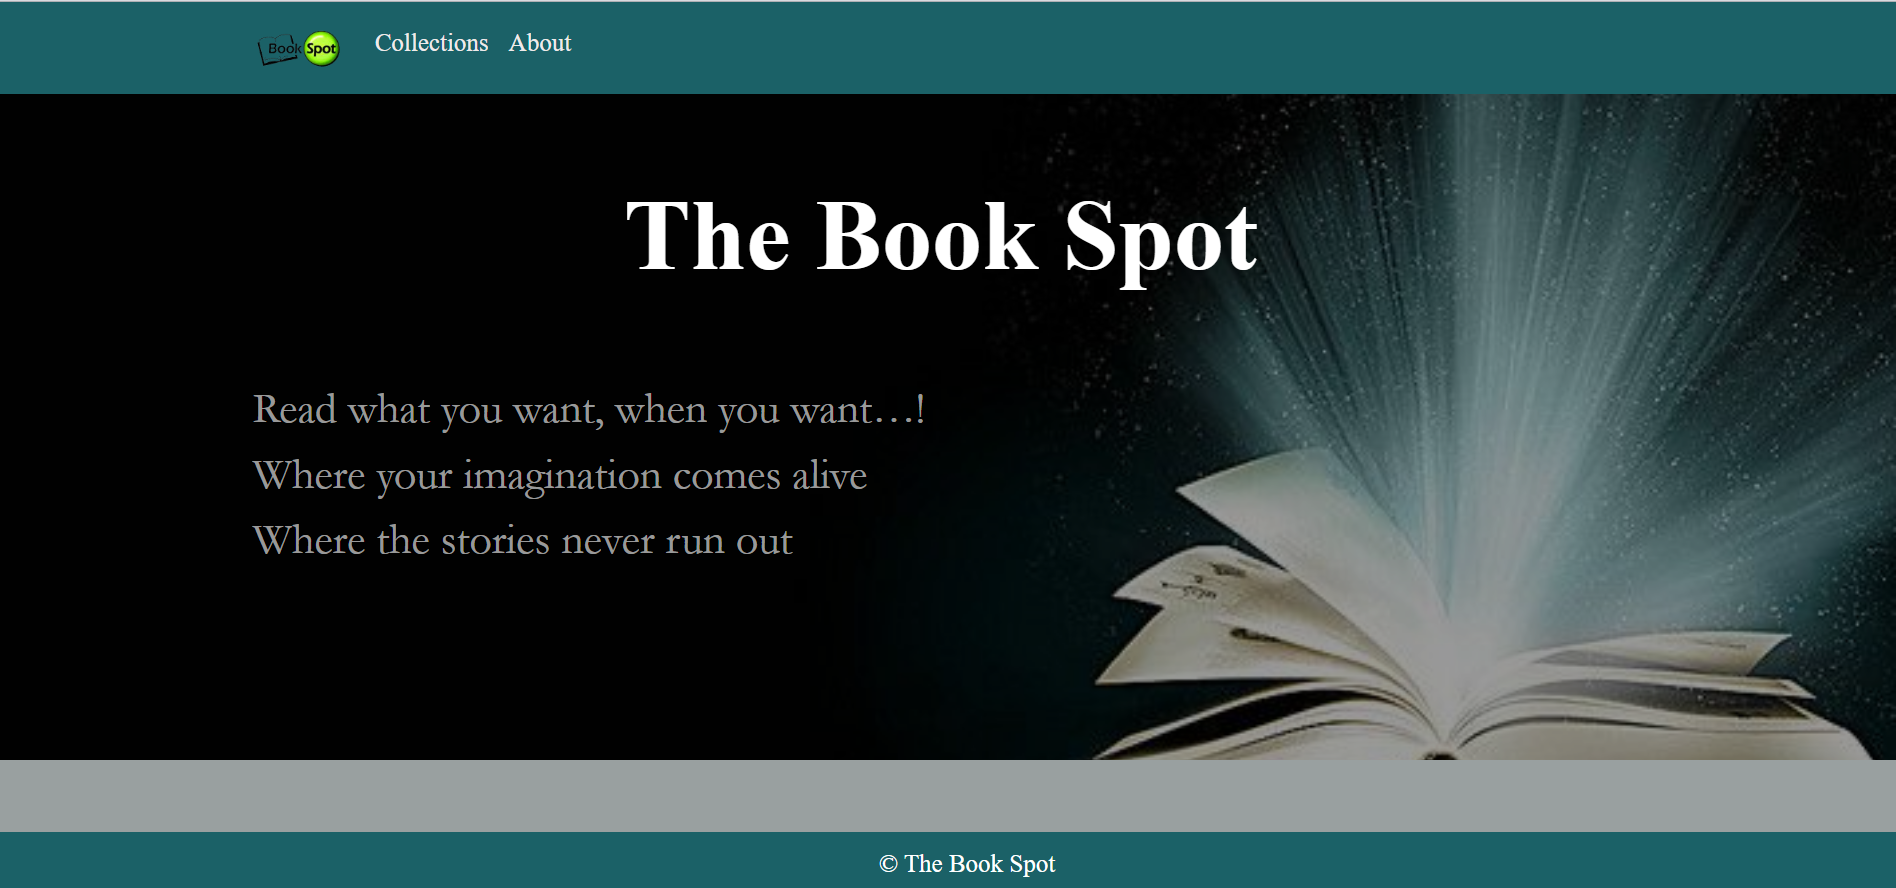 Book Spot
Collections About
The Book Spot
Read what you want, when you want...!
Where your imagination comes alive
Where the stories never run out
© The Book Spot